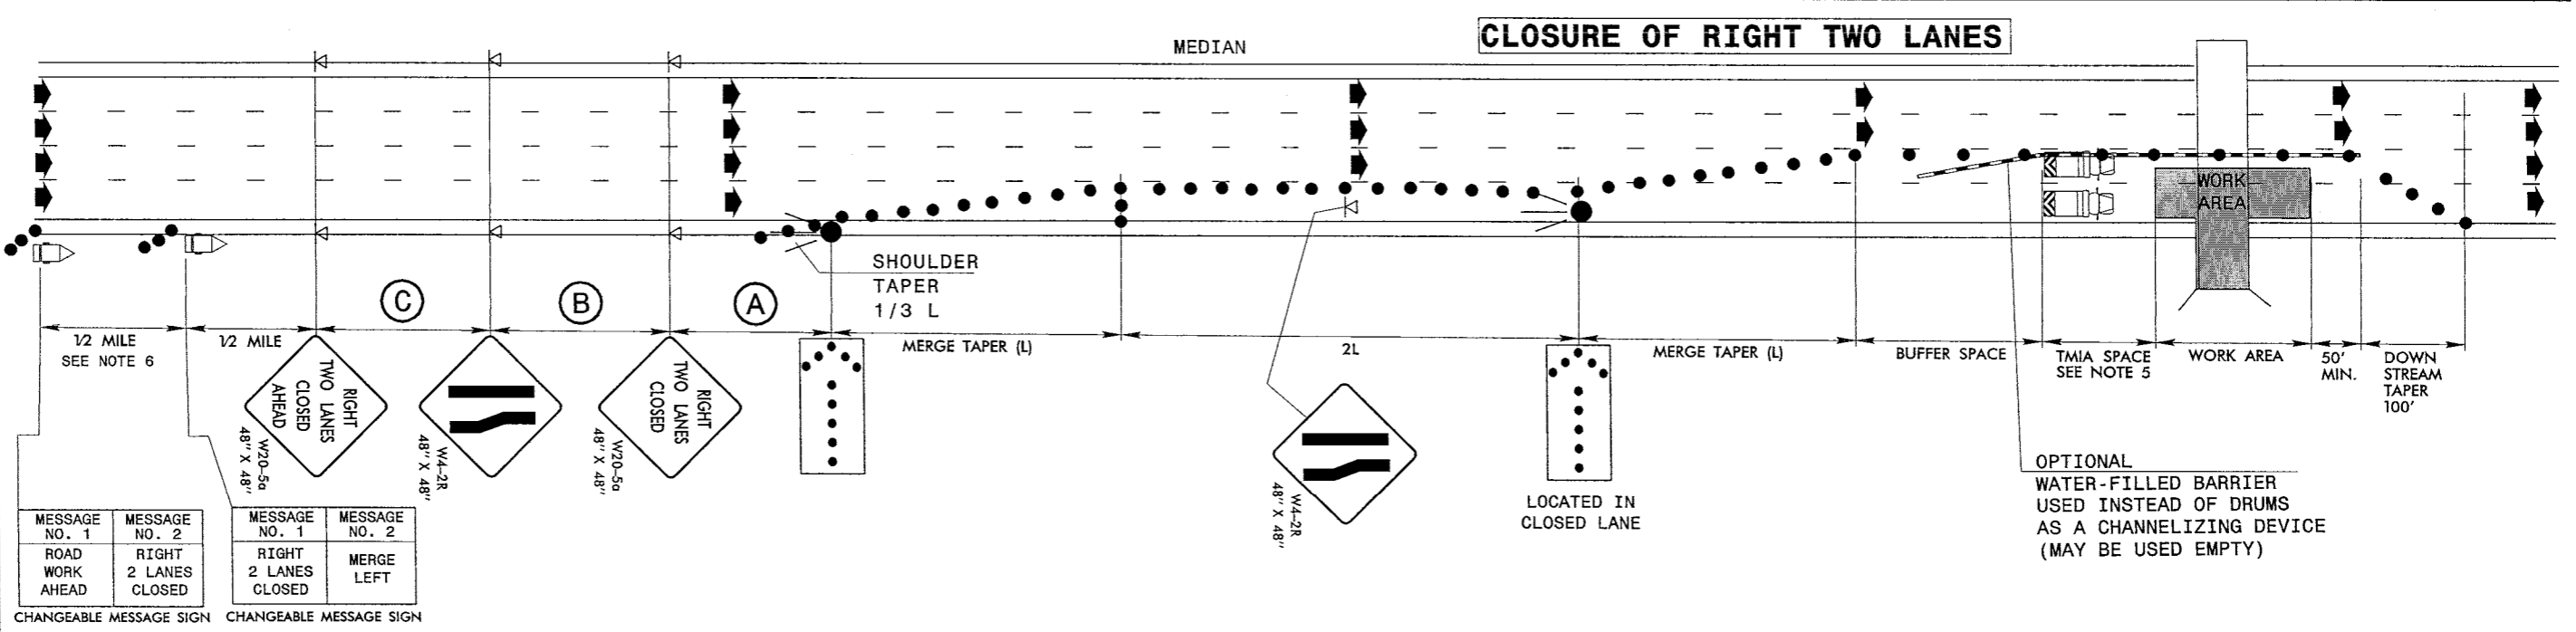 CLOSURE OF RIGHT TWO LANES
MEDIAN
WORK
AREA
SHOULDER
TAPER
1/3 L
C
B
A
1/2 MILE
SEE NOTE 6
1/2 MILE
MERGE TAPER (L)
2L
MERGE TAPER (L)
BUFFER SPACE
TMIA SPACE
SEE NOTE 5
WORK AREA
50'
MIN.
DOWN
STREAM
TAPER
100'
RIGHT
TWO LANES
CLOSED
AHEAD
W20-5a
48" X 48"
W4-2R
48" X 48"
RIGHT
TWO LANES
CLOSED
W20-5a
48" X 48"
W4-2R
48" X 48"
LOCATED IN
CLOSED LANE
OPTIONAL
WATER-FILLED BARRIER
USED INSTEAD OF DRUMS
AS A CHANNELIZING DEVICE
(MAY BE USED EMPTY)
MESSAGE
NO. 1
MESSAGE
NO. 2
ROAD
WORK
AHEAD
RIGHT
2 LANES
CLOSED
CHANGEABLE MESSAGE SIGN
MESSAGE
NO. 1
MESSAGE
NO. 2
RIGHT
2 LANES
CLOSED
MERGE
LEFT
CHANGEABLE MESSAGE SIGN